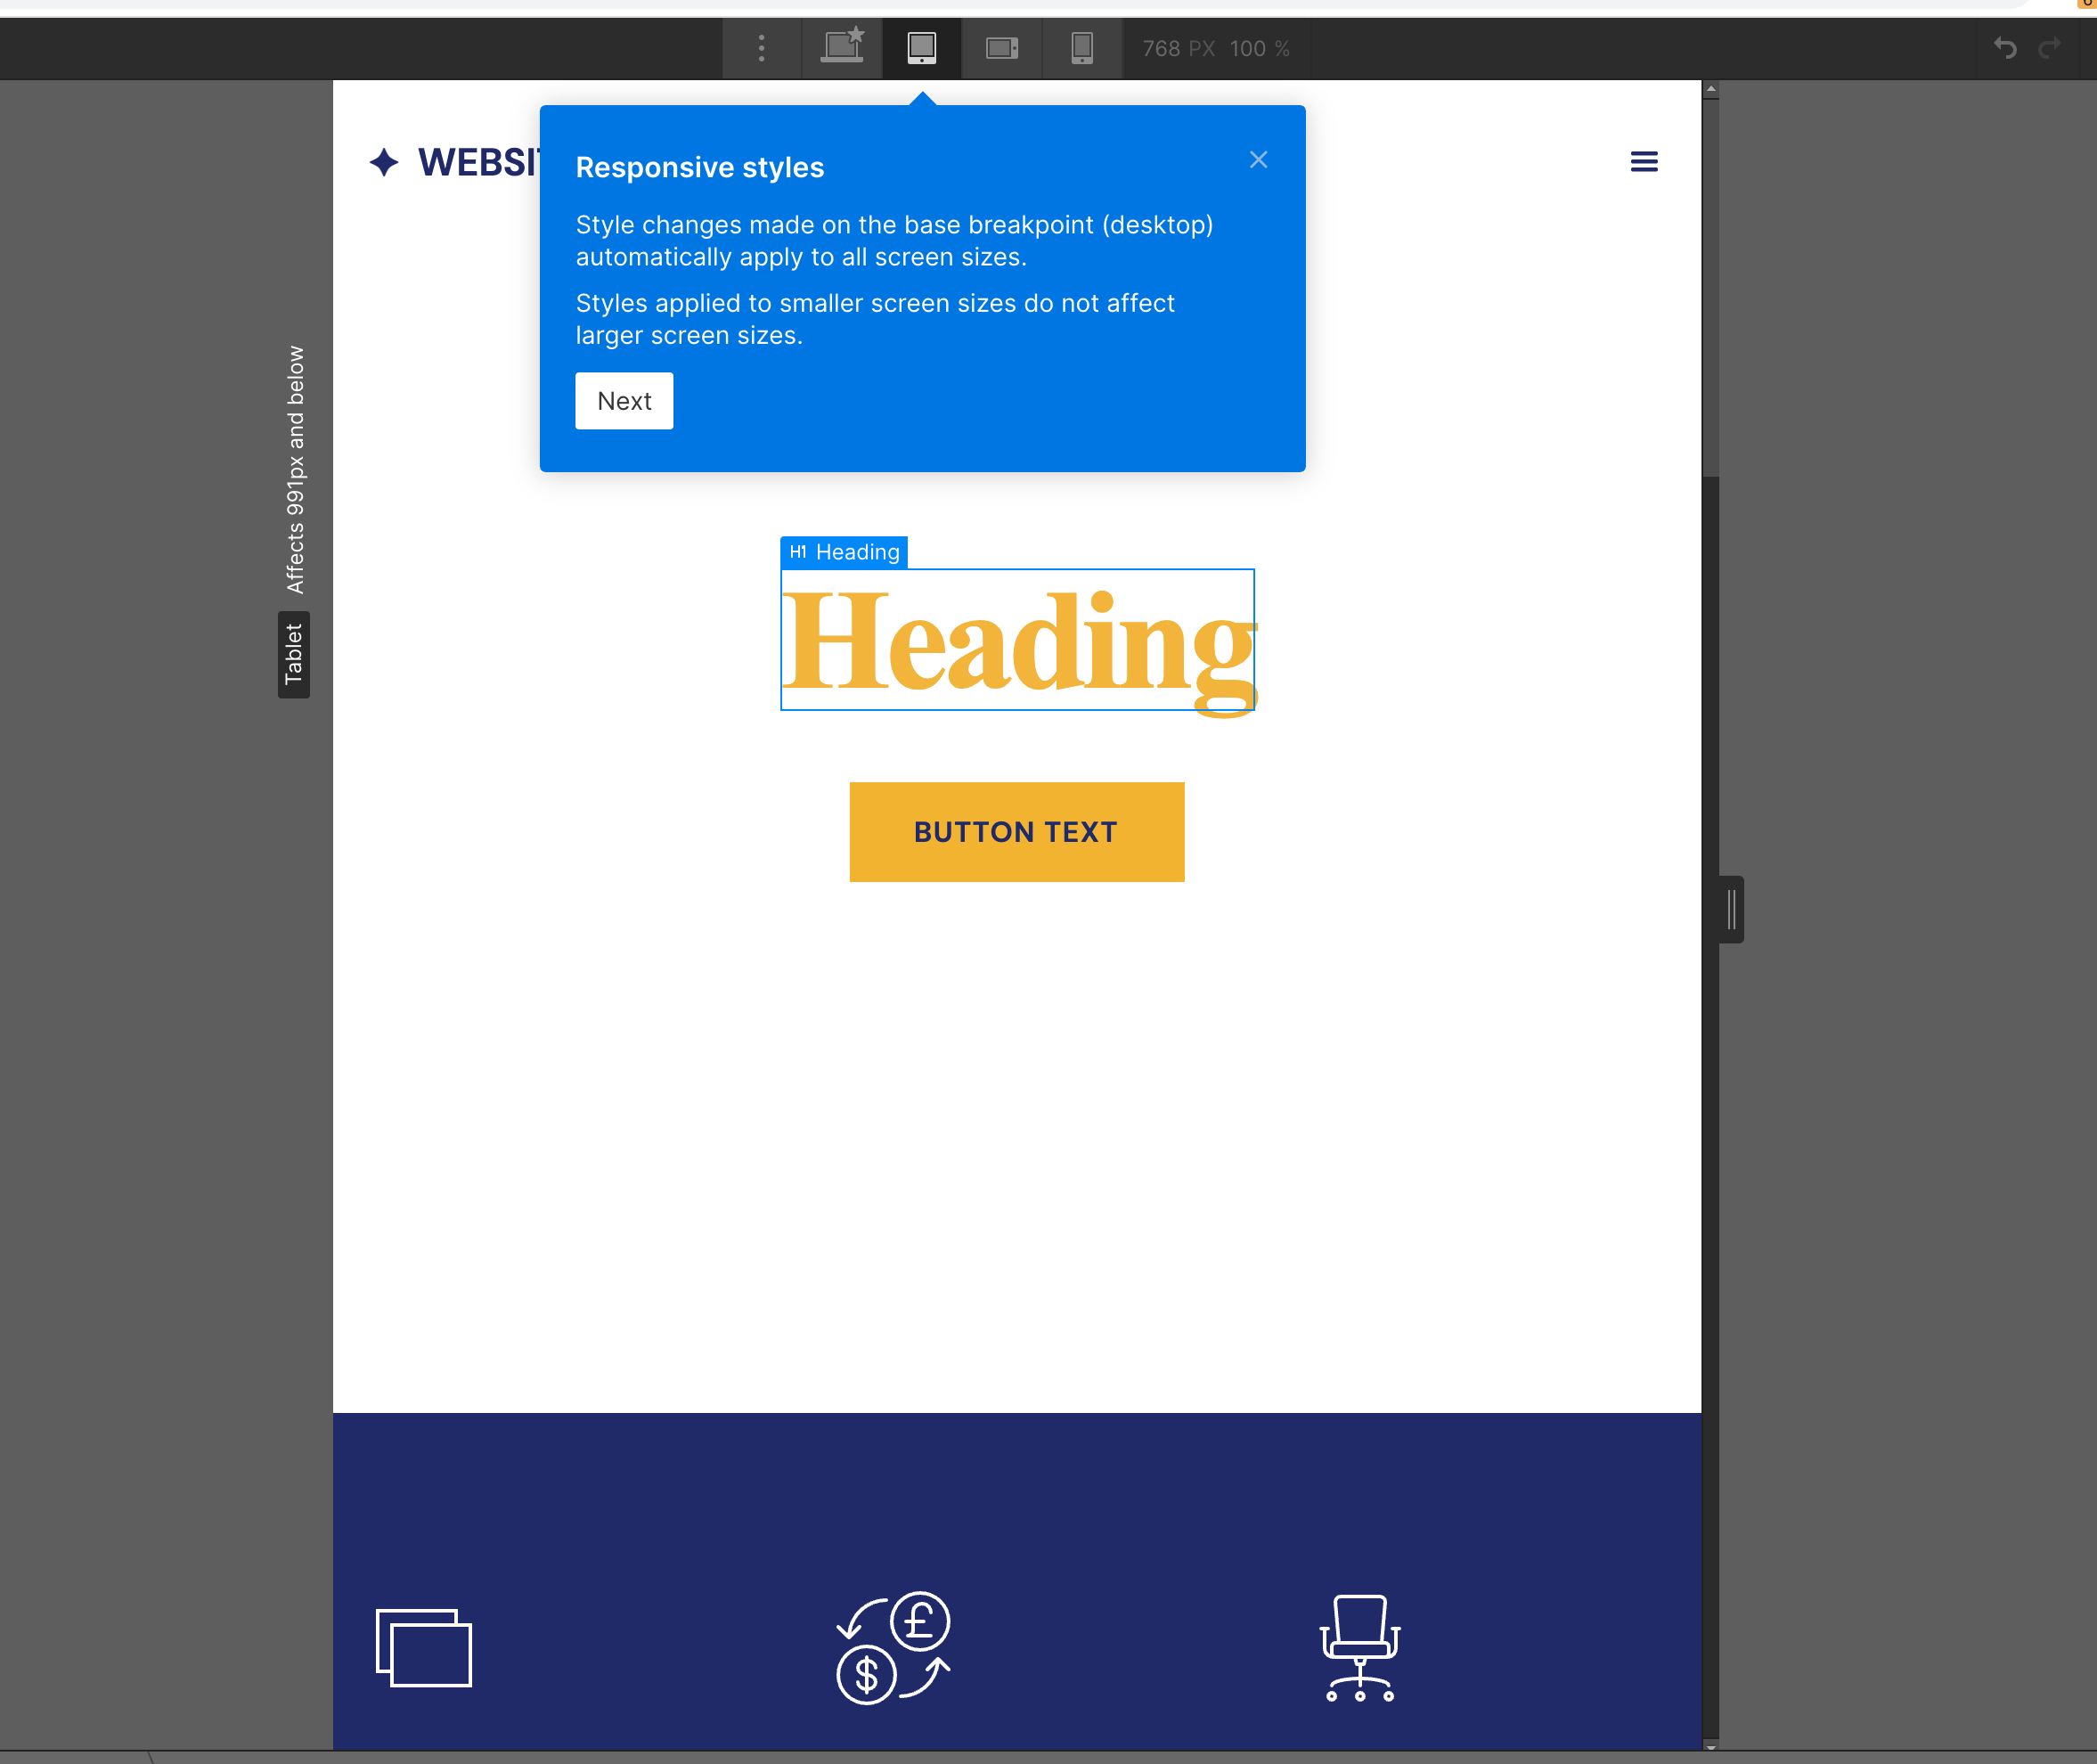 768 PX 100 %
WEBSI
Responsive styles
Style changes made on the base breakpoint (desktop)
automatically apply to all screen sizes.
Styles applied to smaller screen sizes do not affect
larger screen sizes.
Next
Tablet Affects 991px and below
H1 Heading
Heading
BUTTON TEXT
£
$